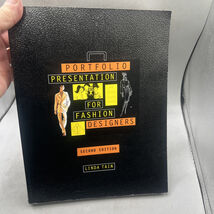 PORTFOLIO
PRESENTATION
FOR
FASHION
DESIGNERS
SECOND EDITION
LINDA TAIN